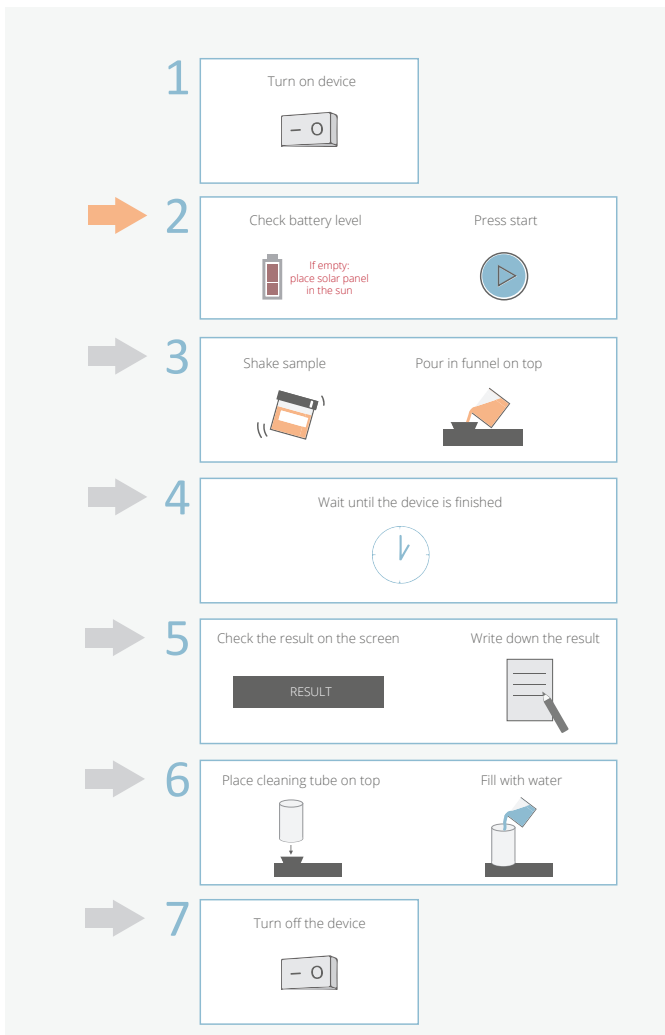 1
Turn on device
– O
2
Check battery level
If empty:
place solar panel
in the sun
Press start
3
Shake sample
Pour in funnel on top
4
Wait until the device is finished
5
Check the result on the screen
RESULT
Write down the result
6
Place cleaning tube on top
Fill with water
7
Turn off the device
– O